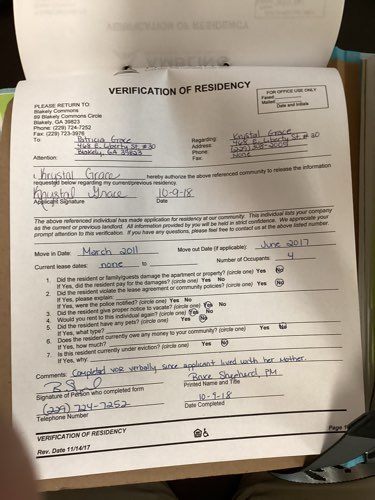 VERIFICATION OF RESIDENCY
FOR OFFICE USE ONLY
Faxed
Mailed
Date and Initials
PLEASE RETURN TO:
Blakely Commons
89 Blakely Commons Circle
Blakely, GA 39823
Phone: (229) 724-7252
Fax: (229) 723-3976
To: Patricia Grace
468 E. Liberty St. #30
Blakely, GA 39823
Attention:
Regarding: Krystal Grace
Address: 468 E. Liberty St. #30
Phone: (229)
Fax: None
I Krystal Grace hereby authorize the above referenced community to release the information
requested below regarding my current/previous residency.
Krystal Grace 10-9-18
Applicant Signature Date
The above referenced individual has made application for residency at our community. This individual lists your company
as the current or previous landlord. All information provided by you will be held in strict confidence. We appreciate your
prompt attention to this verification. If you have any questions, please feel free to contact us at the above listed number.
Move in Date: March 2011 Move out Date (if applicable): June 2017
Current lease dates: none to Number of Occupants: 4
1. Did the resident or family/guests damage the apartment or property? (circle one) Yes No
If Yes, did the resident pay for the damages? (circle one) Yes No
2. Did the resident violate the lease agreement or community policies? (circle one) Yes No
If Yes, please explain:
If Yes, were the police notified? (circle one) Yes No
3. Did the resident give proper notice to vacate? (circle one) Yes No
4. Would you rent to this individual again? (circle one) Yes No
5. Did the resident have any pets? (circle one) Yes No
If Yes, what type?
6. Does the resident currently owe any money to your community? (circle one) Yes No
If Yes, how much?
7. Is this resident currently under eviction? (circle one) Yes No
If Yes, why.
Comments: Completed VOR verbally since applicant lived with her Mother.
Brice Shepherd, PM
Signature of Person who completed form Printed Name and Title
(229) 724-7252 10-9-18
Telephone Number Date Completed
VERIFICATION OF RESIDENCY
Rev. Date 11/14/17